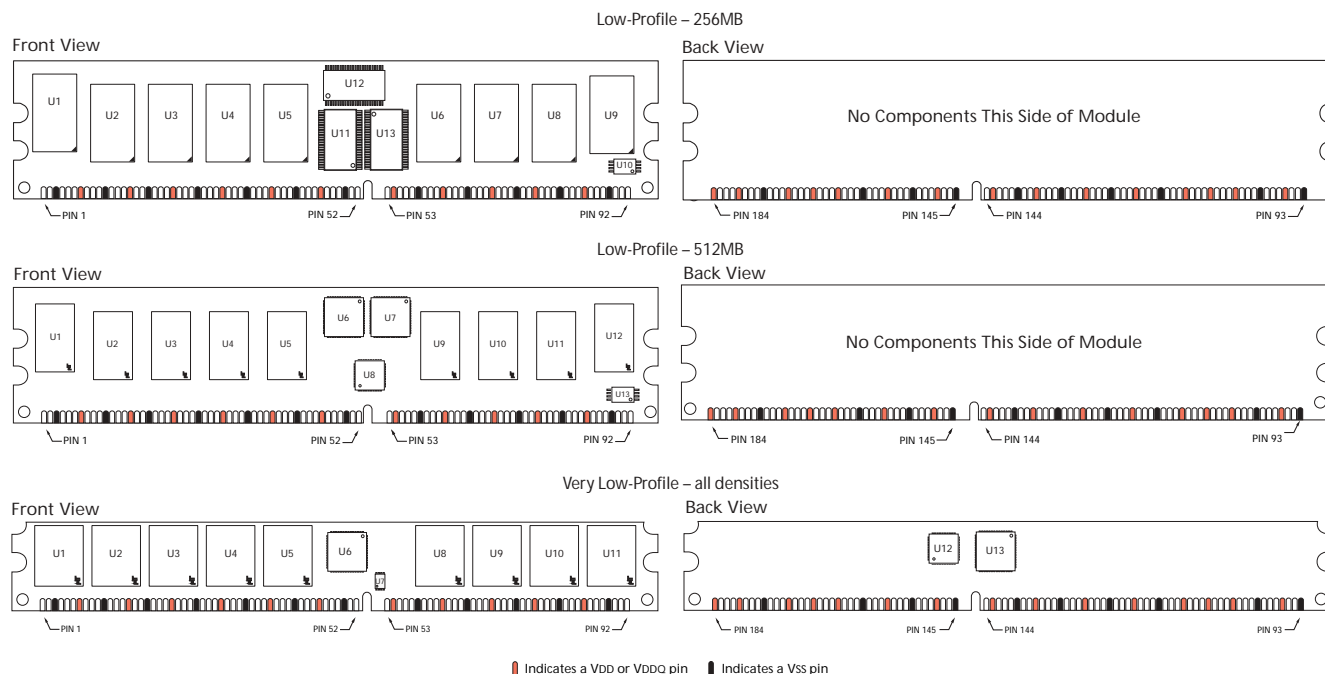 Low-Profile – 256MB
Front View
Back View
U1
U2
U3
U4
U5
U12
U11
U13
U6
U7
U8
U9
U10
No Components This Side of Module
PIN 1
PIN 52
PIN 53
PIN 92
PIN 184
PIN 145
PIN 144
PIN 93
Low-Profile – 512MB
Front View
Back View
U1
U2
U3
U4
U5
U6
U7
U8
U9
U10
U11
U12
U13
No Components This Side of Module
PIN 1
PIN 52
PIN 53
PIN 92
PIN 184
PIN 145
PIN 144
PIN 93
Very Low-Profile – all densities
Front View
Back View
U1
U2
U3
U4
U5
U6
U7
U8
U9
U10
U11
U12
U13
PIN 1
PIN 52
PIN 53
PIN 92
PIN 184
PIN 145
PIN 144
PIN 93
Indicates a VDD or VDDQ pin
Indicates a VSS pin